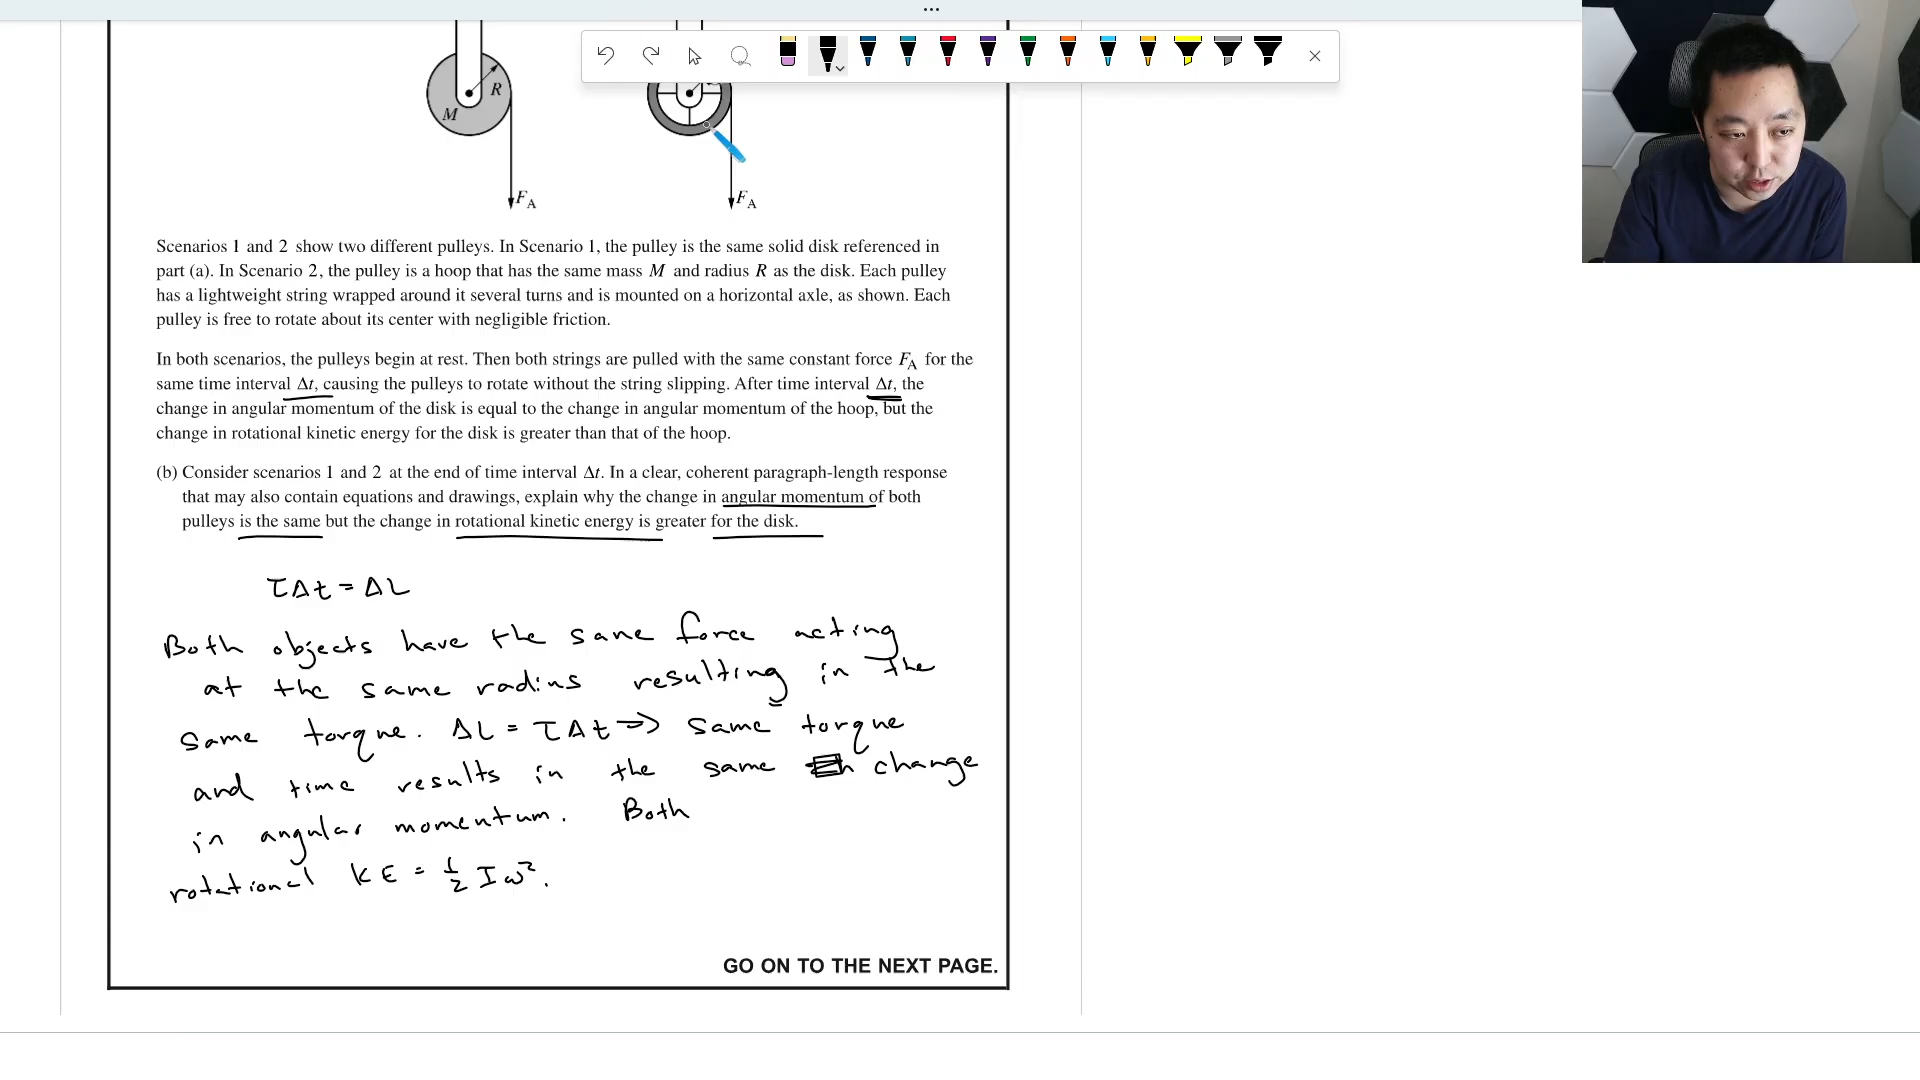 ...
R
M
F_A
F_A
Scenarios 1 and 2 show two different pulleys. In Scenario 1, the pulley is the same solid disk referenced in
part (a). In Scenario 2, the pulley is a hoop that has the same mass M and radius R as the disk. Each pulley
has a lightweight string wrapped around it several turns and is mounted on a horizontal axle, as shown. Each
pulley is free to rotate about its center with negligible friction.
In both scenarios, the pulleys begin at rest. Then both strings are pulled with the same constant force F_A for the
same time interval Δt, causing the pulleys to rotate without the string slipping. After time interval Δt, the
change in angular momentum of the disk is equal to the change in angular momentum of the hoop, but the
change in rotational kinetic energy for the disk is greater than that of the hoop.
(b) Consider scenarios 1 and 2 at the end of time interval Δt. In a clear, coherent paragraph-length response
that may also contain equations and drawings, explain why the change in angular momentum of both
pulleys is the same but the change in rotational kinetic energy is greater for the disk.
τΔt = ΔL
Both objects have the same force acting
at the same radius resulting in the
same torque. ΔL = τΔt ⇒ same torque
and time results in the same change
in angular momentum. Both
rotational KE = 1/2 Iω².
GO ON TO THE NEXT PAGE.